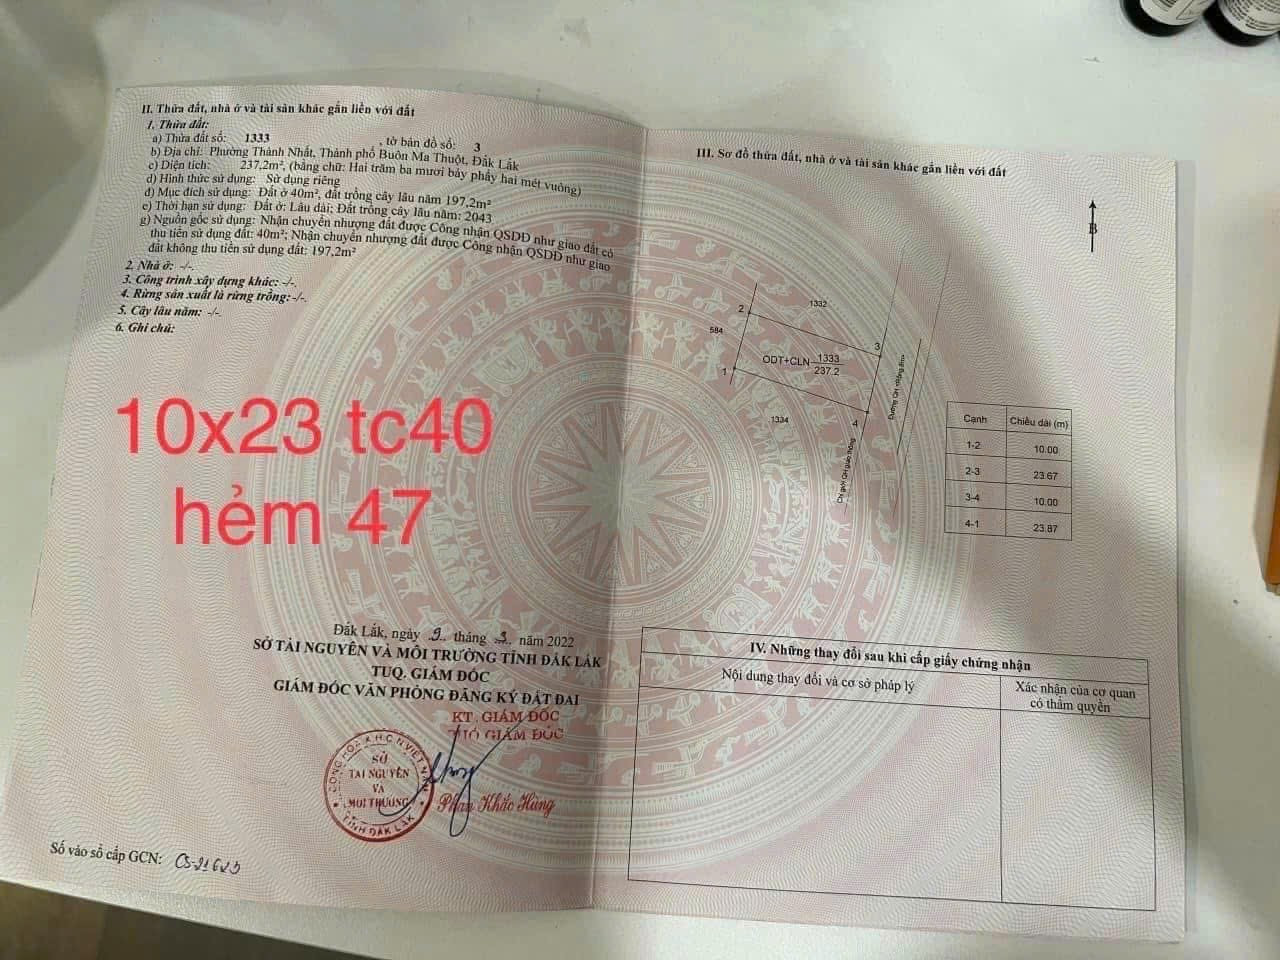 II. Thửa đất, nhà ở và tài sản khác gắn liền với đất
1. Thửa đất:
a) Thửa đất số: 1333 , tờ bản đồ số: 3
b) Địa chỉ: Phường Thành Nhất, Thành phố Buôn Ma Thuột, Đắk Lắk
c) Diện tích: 237,2m², (bằng chữ: Hai trăm ba mươi bảy phẩy hai mét vuông)
d) Hình thức sử dụng: Sử dụng riêng
đ) Mục đích sử dụng: Đất ở 40m², đất trồng cây lâu năm 197,2m²
e) Thời hạn sử dụng: Đất ở: Lâu dài; Đất trồng cây lâu năm: 2043
g) Nguồn gốc sử dụng: Nhận chuyển nhượng đất được Công nhận QSDĐ như giao đất có
thu tiền sử dụng đất: 40m²; Nhận chuyển nhượng đất được Công nhận QSDĐ như giao
đất không thu tiền sử dụng đất: 197,2m²
2. Nhà ở: -/-.
3. Công trình xây dựng khác: -/-.
4. Rừng sản xuất là rừng trồng: -/-.
5. Cây lâu năm: -/-
6. Ghi chú:
10x23 tc40
hẻm 47
Đắk Lắk, ngày 9 tháng 3 năm 2022
SỞ TÀI NGUYÊN VÀ MÔI TRƯỜNG TỈNH ĐẮK LẮK
TUQ. GIÁM ĐỐC
GIÁM ĐỐC VĂN PHÒNG ĐĂNG KÝ ĐẤT ĐAI
KT. GIÁM ĐỐC
PHÓ GIÁM ĐỐC
SỞ
TÀI NGUYÊN
VÀ
MÔI TRƯỜNG
TỈNH ĐẮK LẮK
Phan Khắc Hùng
Số vào sổ cấp GCN:
III. Sơ đồ thửa đất, nhà ở và tài sản khác gắn liền với đất
B
2
1332
584
3
ODT+CLN 1333
237.2
1
1334
4
Chỉ giới QH giao thông
Cạnh Chiều dài (m)
1-2 10.00
2-3 23.67
3-4 10.00
4-1 23.87
IV. Những thay đổi sau khi cấp giấy chứng nhận
Nội dung thay đổi và cơ sở pháp lý
Xác nhận của cơ quan
có thẩm quyền